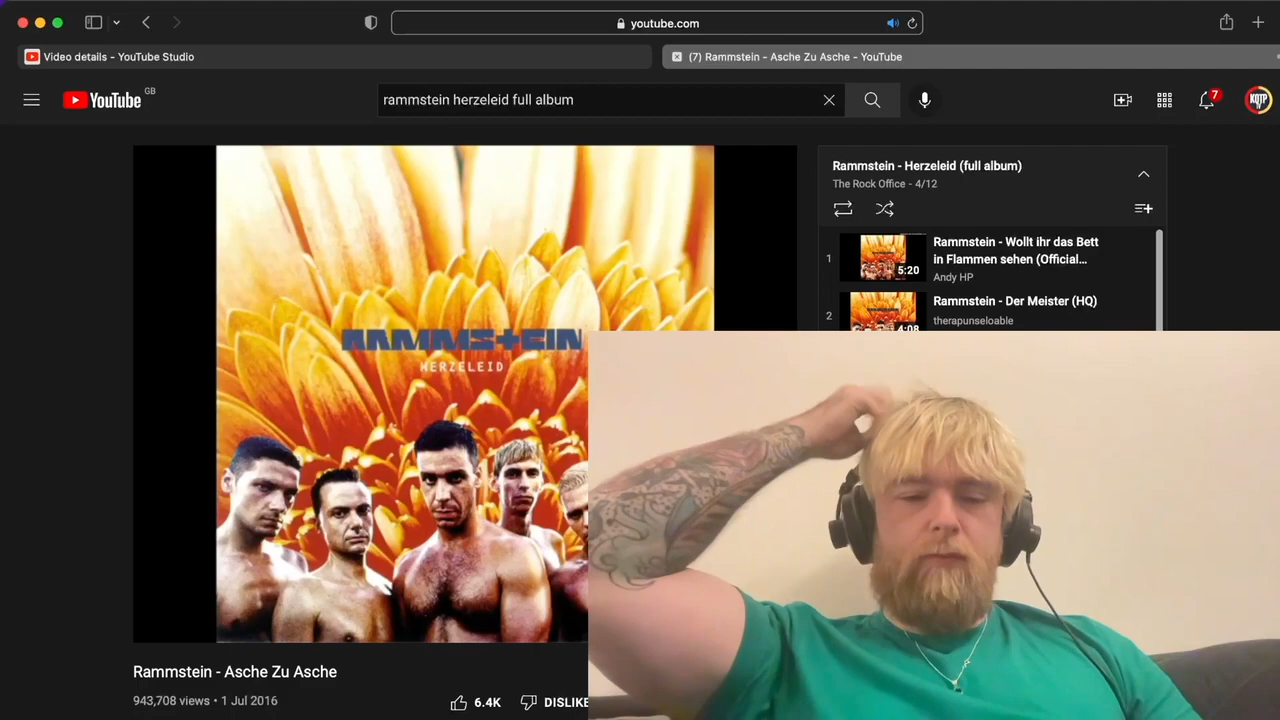 youtube.com
Video details - YouTube Studio
(7) Rammstein - Asche Zu Asche - YouTube
YouTube GB
rammstein herzeleid full album
7
KQTP
RAMMSTEIN
HERZELEID
Rammstein - Herzeleid (full album)
The Rock Office - 4/12
1
Rammstein - Wollt ihr das Bett
in Flammen sehen (Official...
5:20
Andy HP
2
Rammstein - Der Meister (HQ)
4:08
therapunseloable
Rammstein - Asche Zu Asche
943,708 views • 1 Jul 2016
6.4K
DISLIKE